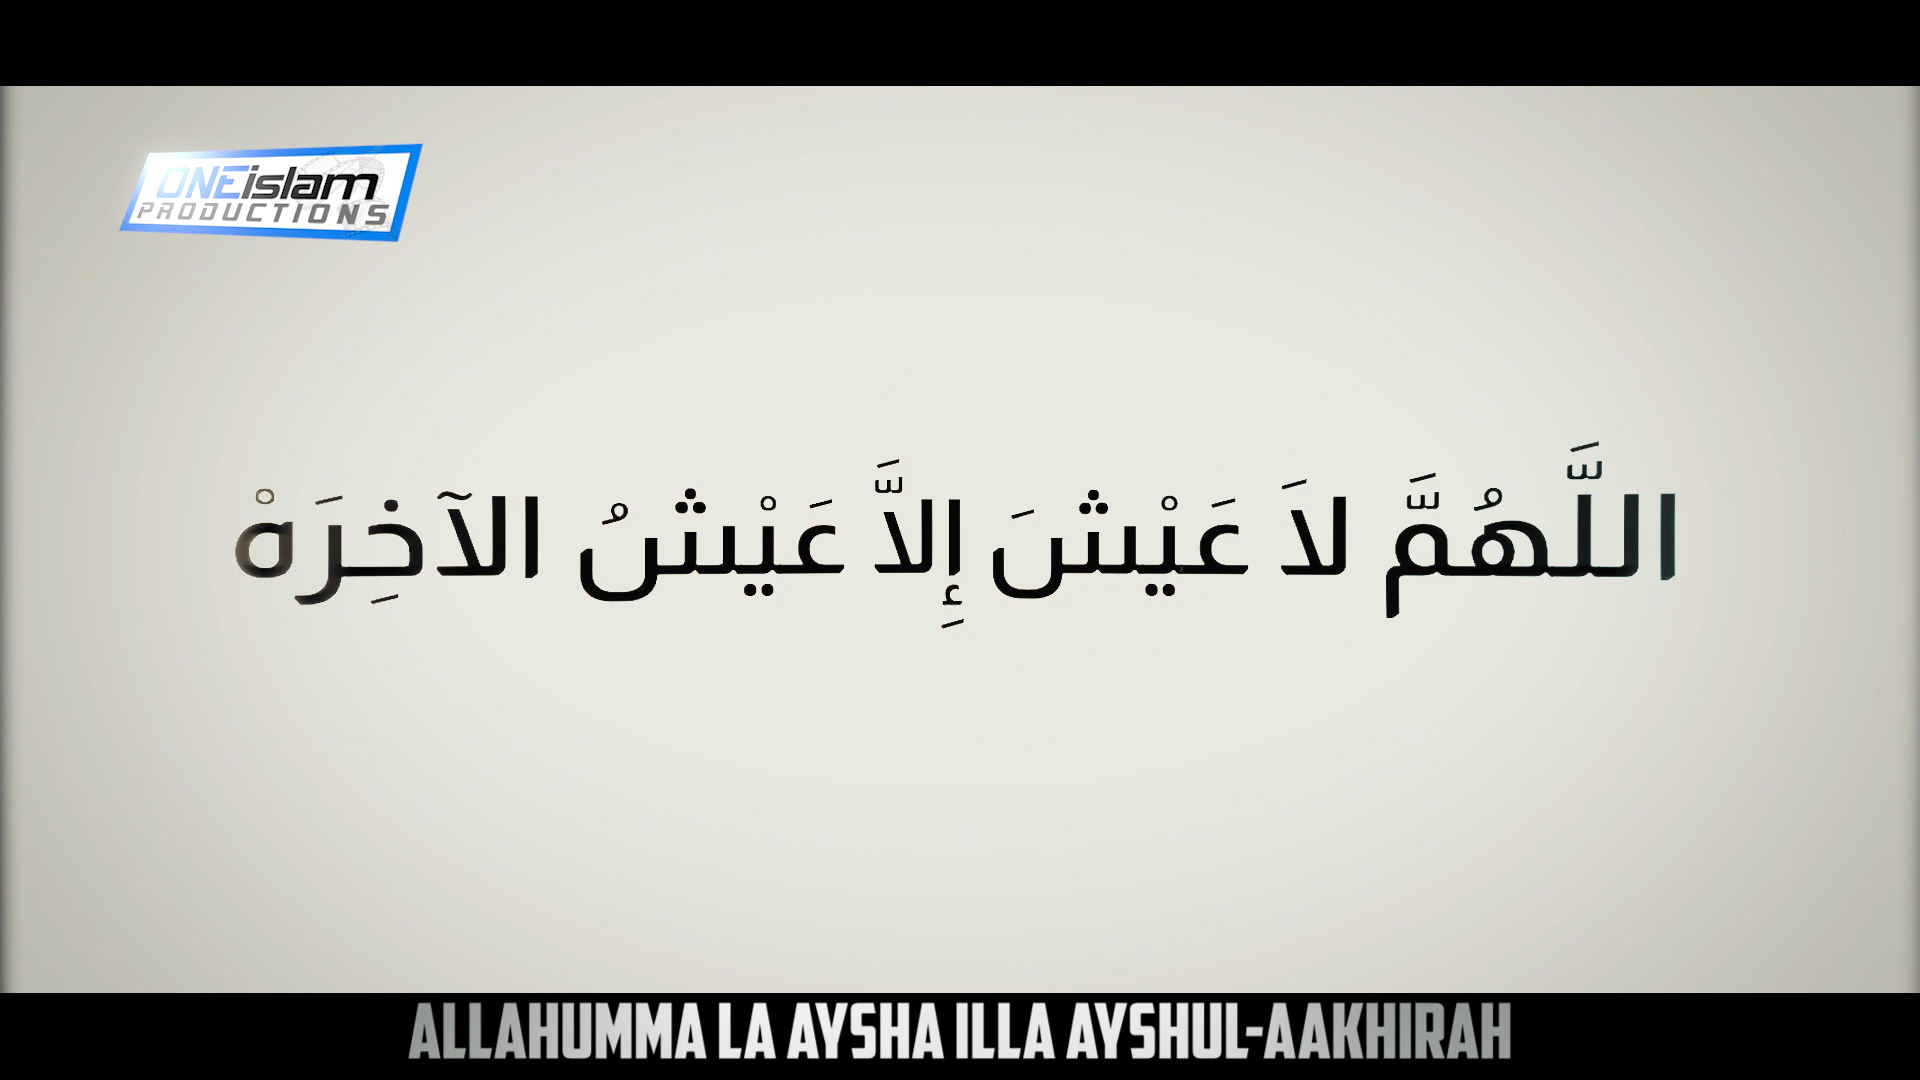 ONEislam
PRODUCTIONS
اللَّهُمَّ لاَ عَيْشَ إِلاَّ عَيْشُ الآخِرَهْ
ALLAHUMMA LA AYSHA ILLA AYSHUL-AAKHIRAH